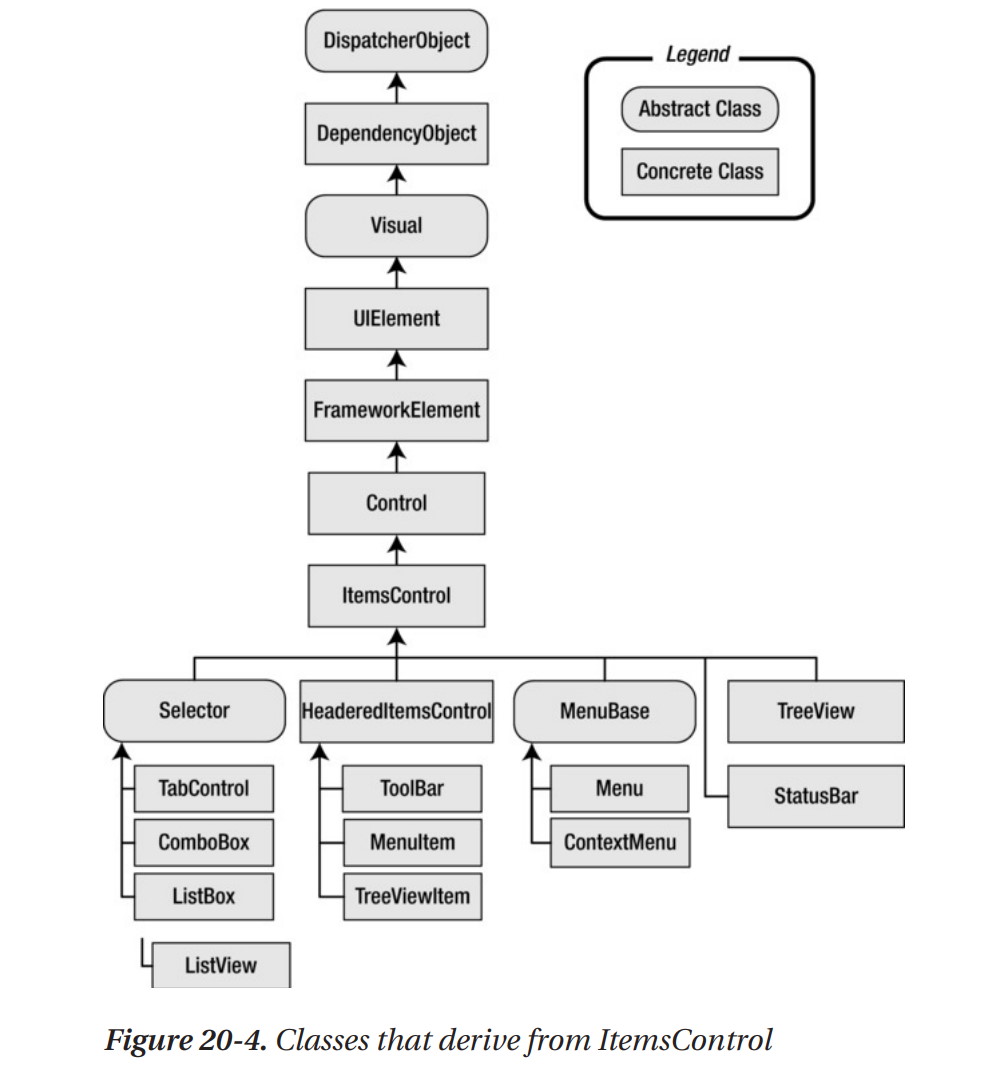 DispatcherObject
Legend
Abstract Class
Concrete Class
DependencyObject
Visual
UIElement
FrameworkElement
Control
ItemsControl
Selector
HeaderedItemsControl
MenuBase
TreeView
TabControl
ToolBar
Menu
StatusBar
ComboBox
MenuItem
ContextMenu
ListBox
TreeViewItem
ListView
Figure 20-4. Classes that derive from ItemsControl